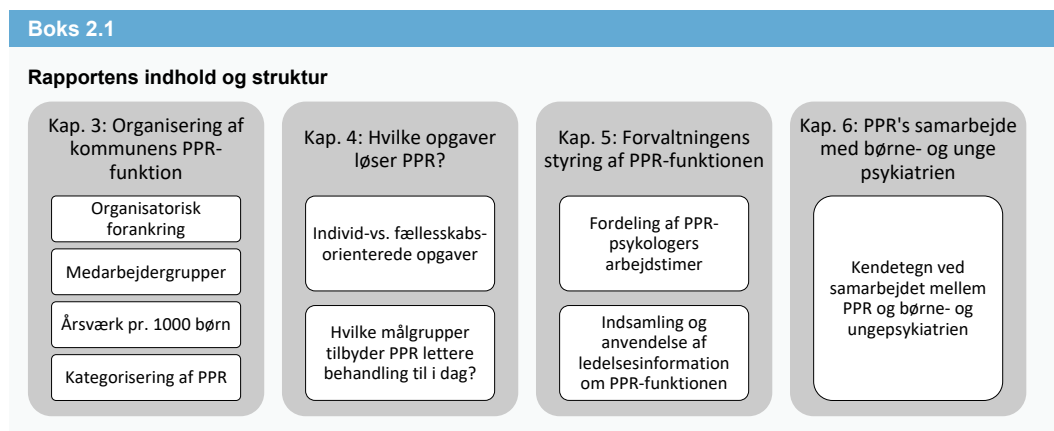 Boks 2.1
Rapportens indhold og struktur
Kap. 3: Organisering af
kommunens PPR-
funktion
Organisatorisk
forankring
Medarbejdergrupper
Årsværk pr. 1000 børn
Kategorisering af PPR
Kap. 4: Hvilke opgaver
løser PPR?
Individ-vs. fællesskabs-
orienterede opgaver
Hvilke målgrupper
tilbyder PPR lettere
behandling til i dag?
Kap. 5: Forvaltningens
styring af PPR-funktionen
Fordeling af PPR-
psykologers
arbejdstimer
Indsamling og
anvendelse af
ledelsesinformation
om PPR-funktionen
Kap. 6: PPR's samarbejde
med børne- og unge
psykiatrien
Kendetegn ved
samarbejdet mellem
PPR og børne- og
ungepsykiatrien